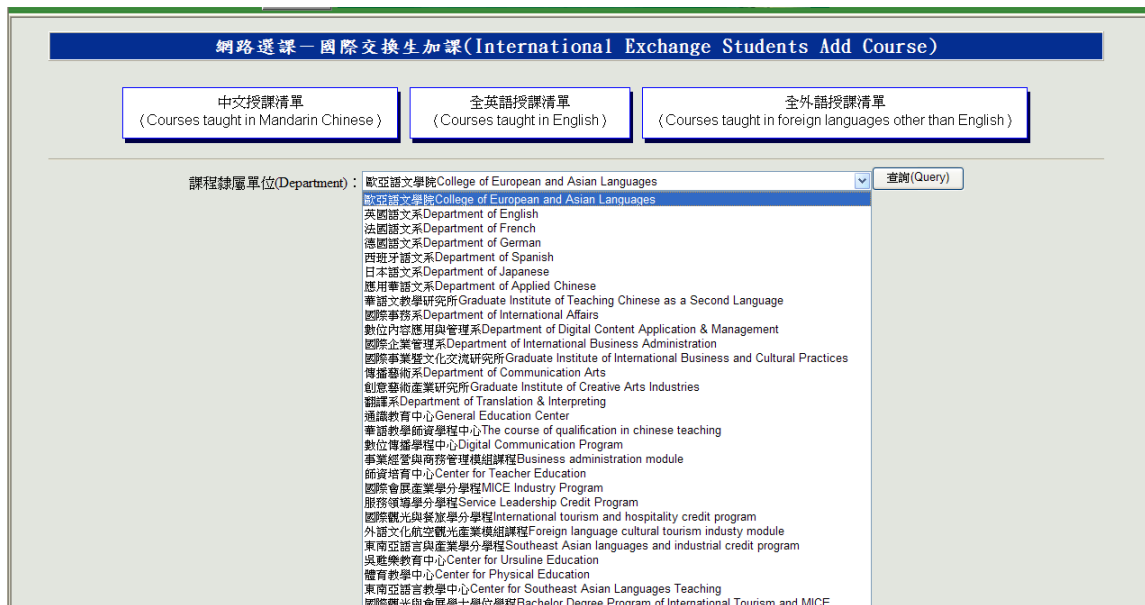 網路選課－國際交換生加課(International Exchange Students Add Course)
中文授課清單
(Courses taught in Mandarin Chinese)
全英語授課清單
(Courses taught in English)
全外語授課清單
(Courses taught in foreign languages other than English)
課程隸屬單位(Department)：歐亞語文學院College of European and Asian Languages 查詢(Query)
歐亞語文學院College of European and Asian Languages
英國語文系Department of English
法國語文系Department of French
德國語文系Department of German
西班牙語文系Department of Spanish
日本語文系Department of Japanese
應用華語文系Department of Applied Chinese
華語文教學研究所Graduate Institute of Teaching Chinese as a Second Language
國際事務系Department of International Affairs
數位內容應用與管理系Department of Digital Content Application & Management
國際企業管理系Department of International Business Administration
國際事業暨文化交流研究所Graduate Institute of International Business and Cultural Practices
傳播藝術系Department of Communication Arts
創意藝術產業研究所Graduate Institute of Creative Arts Industries
翻譯系Department of Translation & Interpreting
通識教育中心General Education Center
華語教學師資學程中心The course of qualification in chinese teaching
數位傳播學程中心Digital Communication Program
事業經營與商務管理模組課程Business administration module
師資培育中心Center for Teacher Education
國際會展產業學分學程MICE Industry Program
服務領導學分學程Service Leadership Credit Program
國際觀光與餐旅學分學程International tourism and hospitality credit program
外語文化航空觀光產業模組課程Foreign language cultural tourism industy module
東南亞語言與產業學分學程Southeast Asian languages and industrial credit program
吳甦樂教育中心Center for Ursuline Education
體育教學中心Center for Physical Education
東南亞語言教學中心Center for Southeast Asian Languages Teaching
國際觀光與會展學士學位學程Bachelor Degree Program of International Tourism and MICE